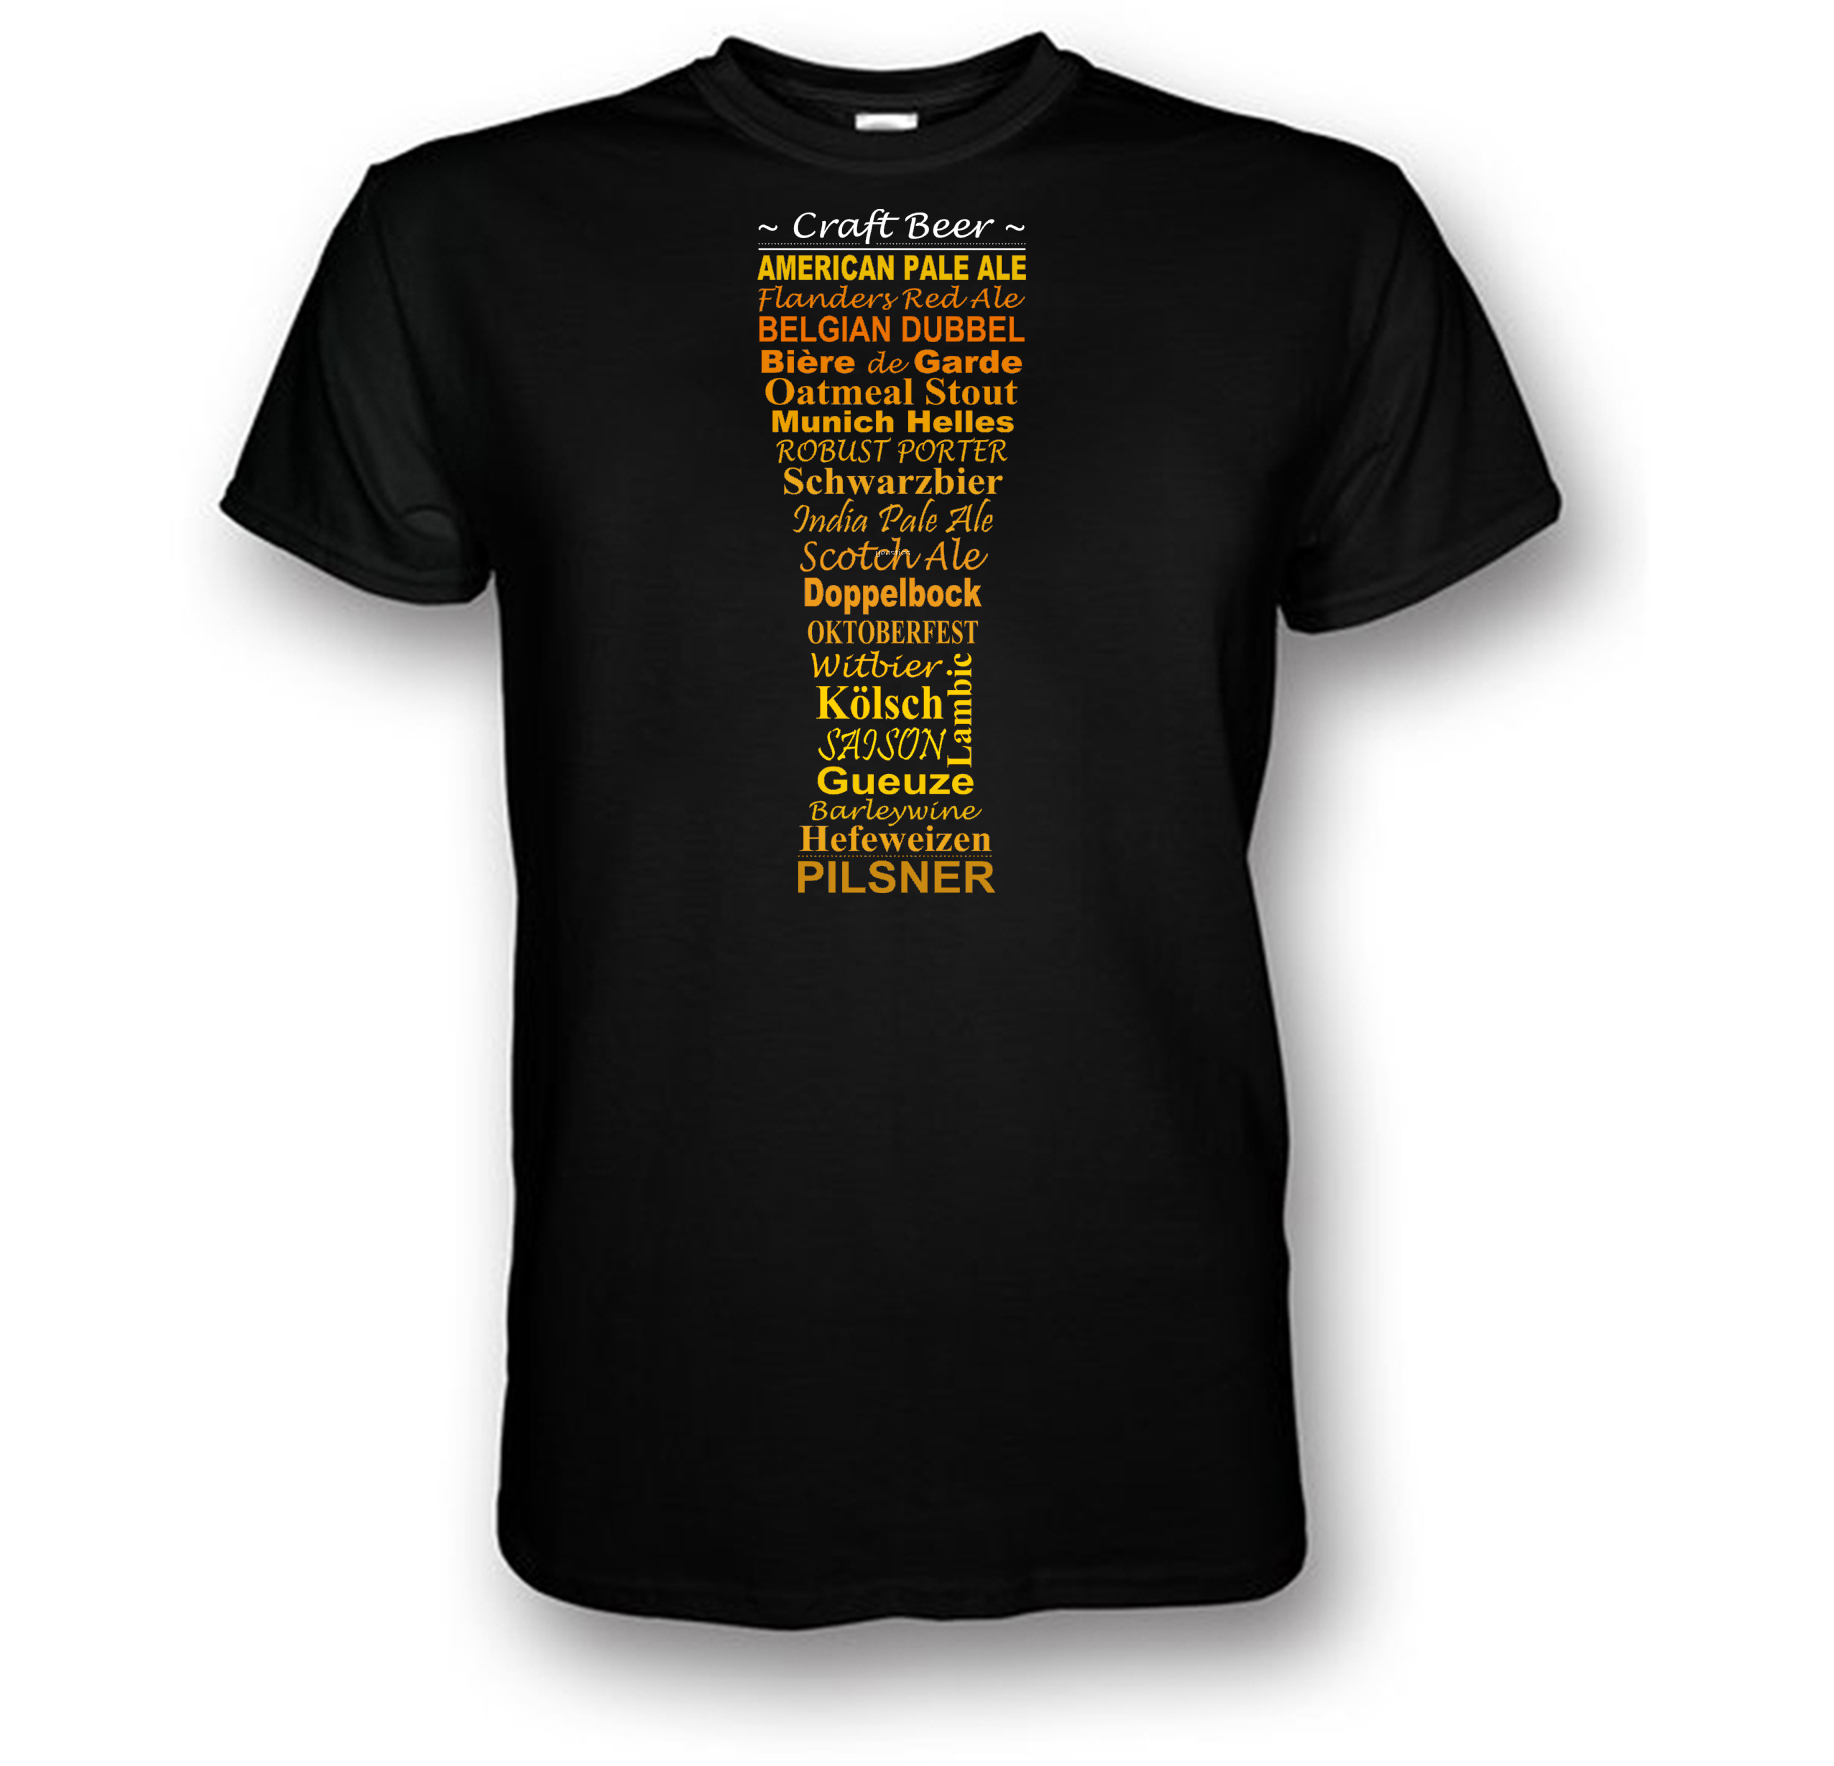 ~ Craft Beer ~
AMERICAN PALE ALE
Flanders Red Ale
BELGIAN DUBBEL
Bière de Garde
Oatmeal Stout
Munich Helles
ROBUST PORTER
Schwarzbier
India Pale Ale
Scotch Ale
Doppelbock
OKTOBERFEST
Witbier
Kölsch
SAISON
Lambic
Gueuze
Barleywine
Hefeweizen
PILSNER